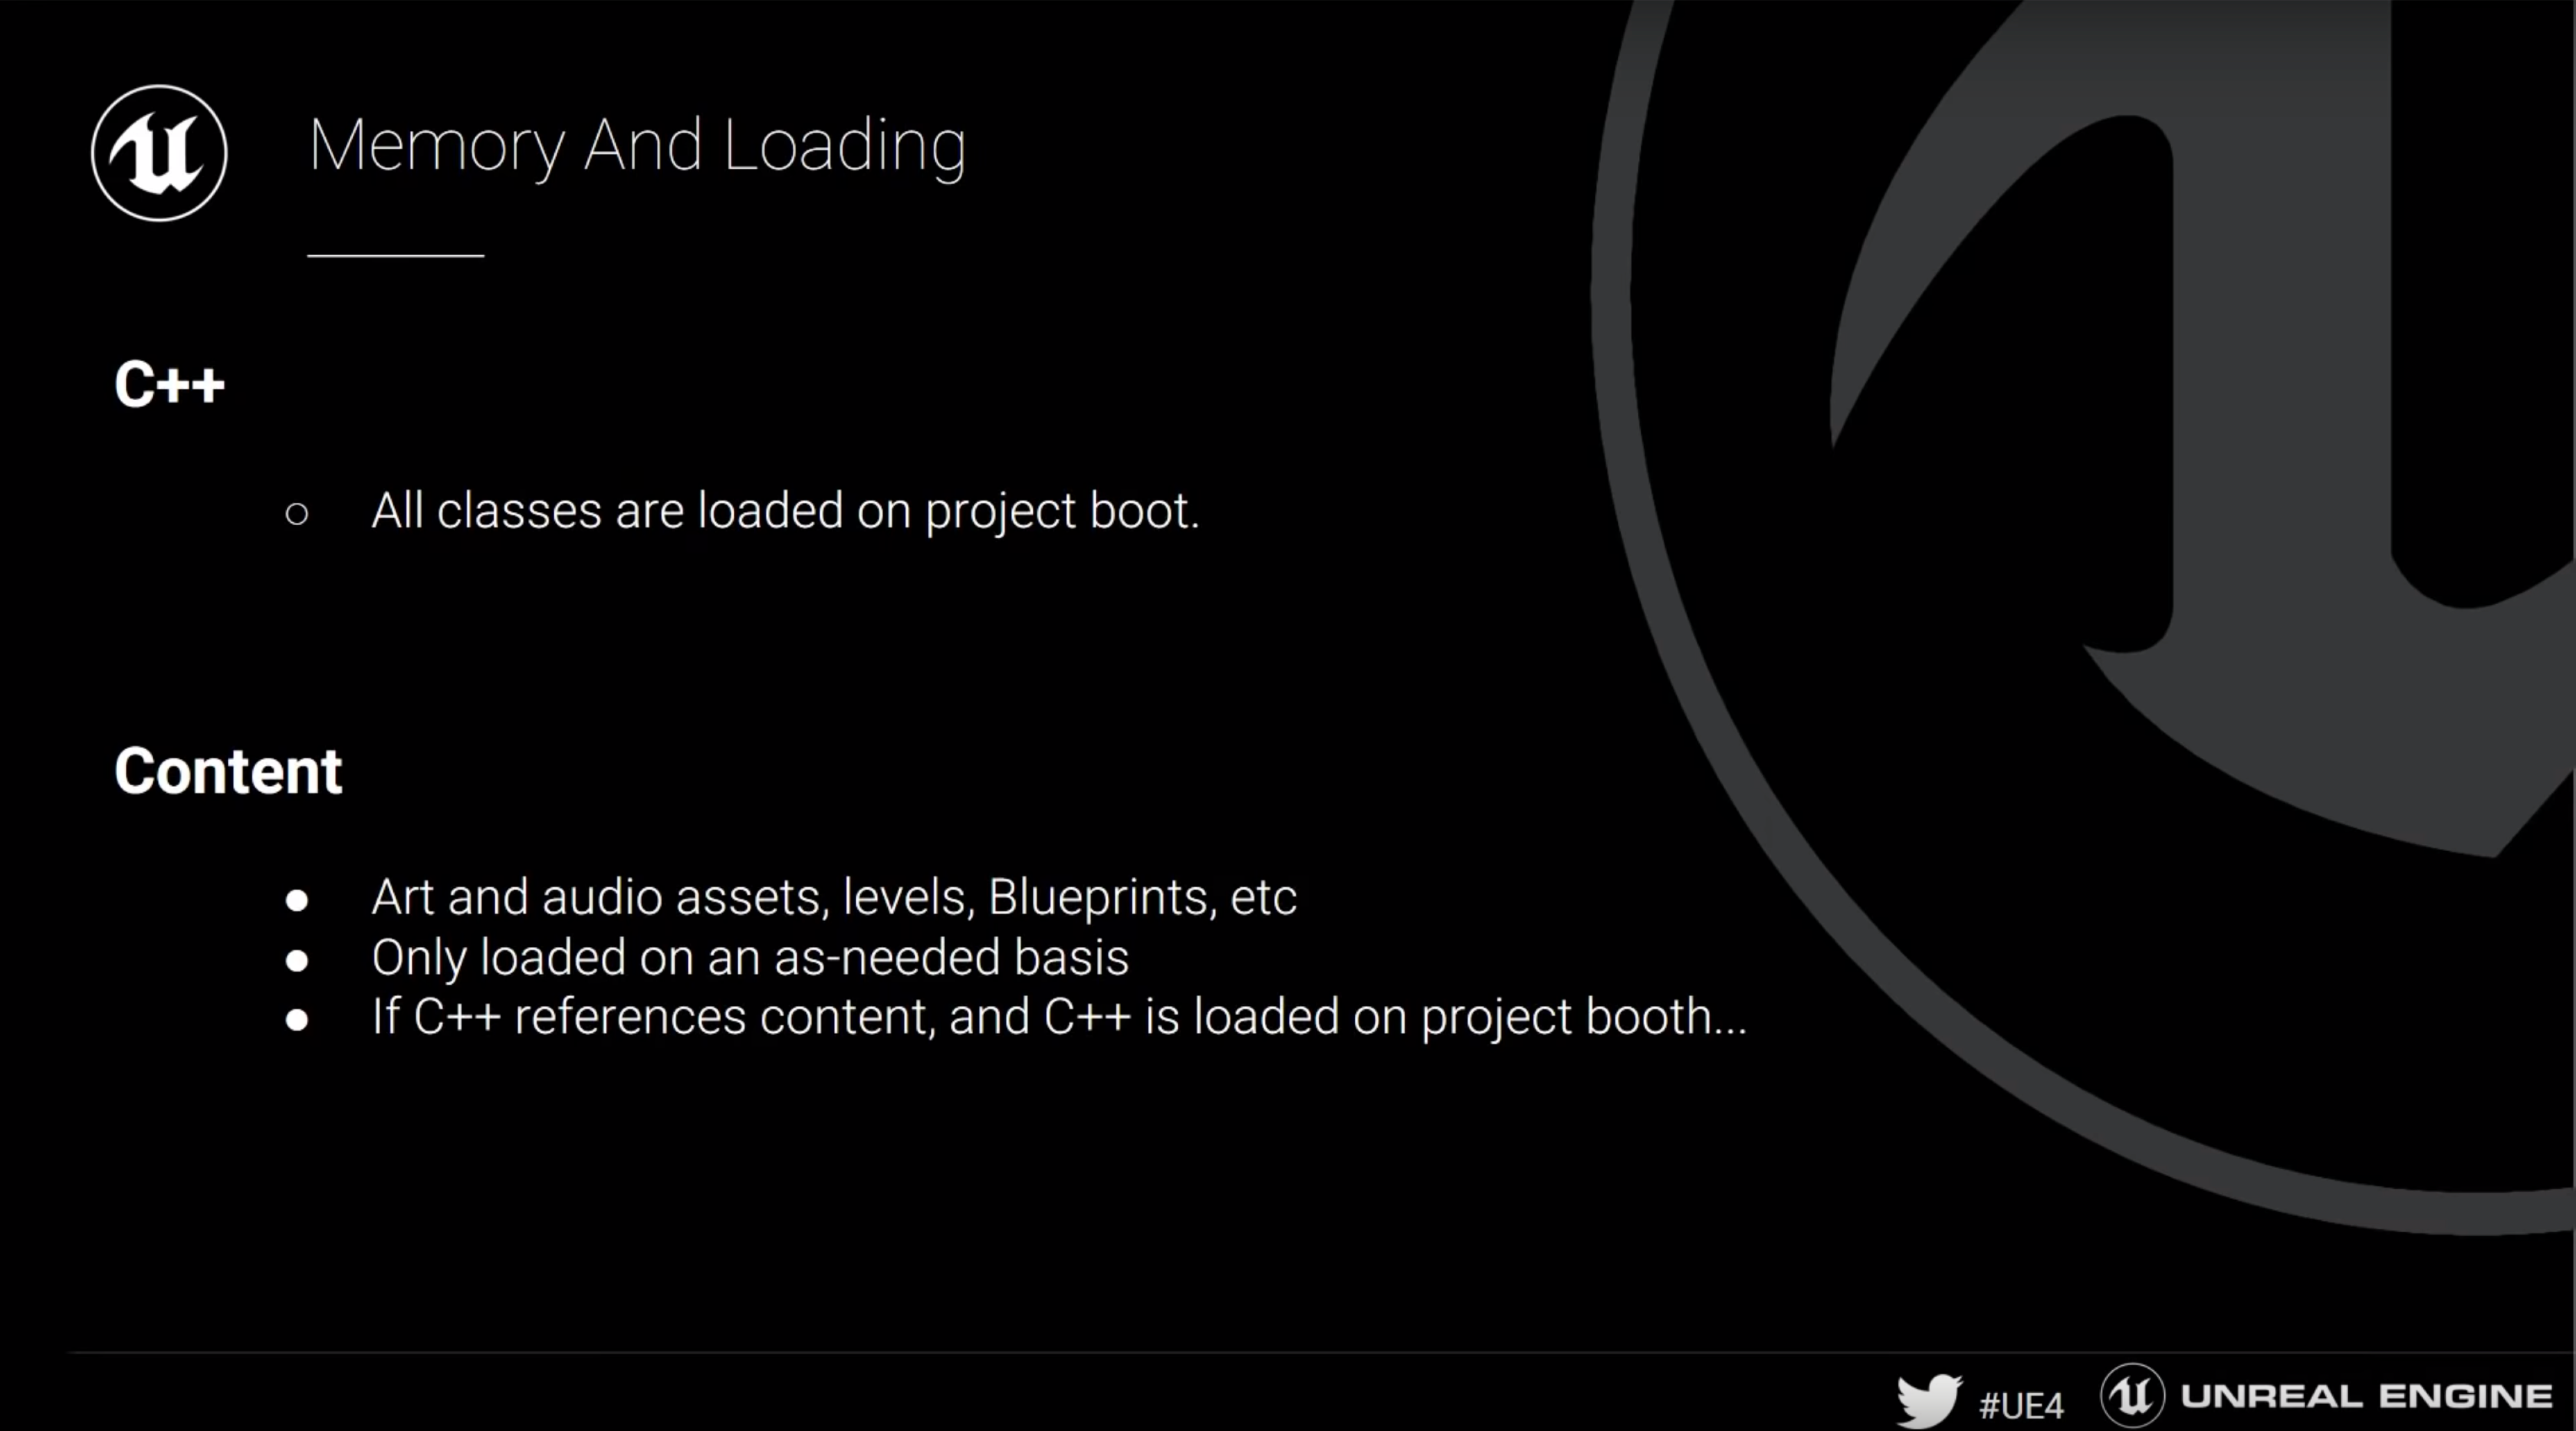 Memory And Loading
C++
All classes are loaded on project boot.
Content
Art and audio assets, levels, Blueprints, etc
Only loaded on an as-needed basis
If C++ references content, and C++ is loaded on project booth...
#UE4
UNREAL ENGINE